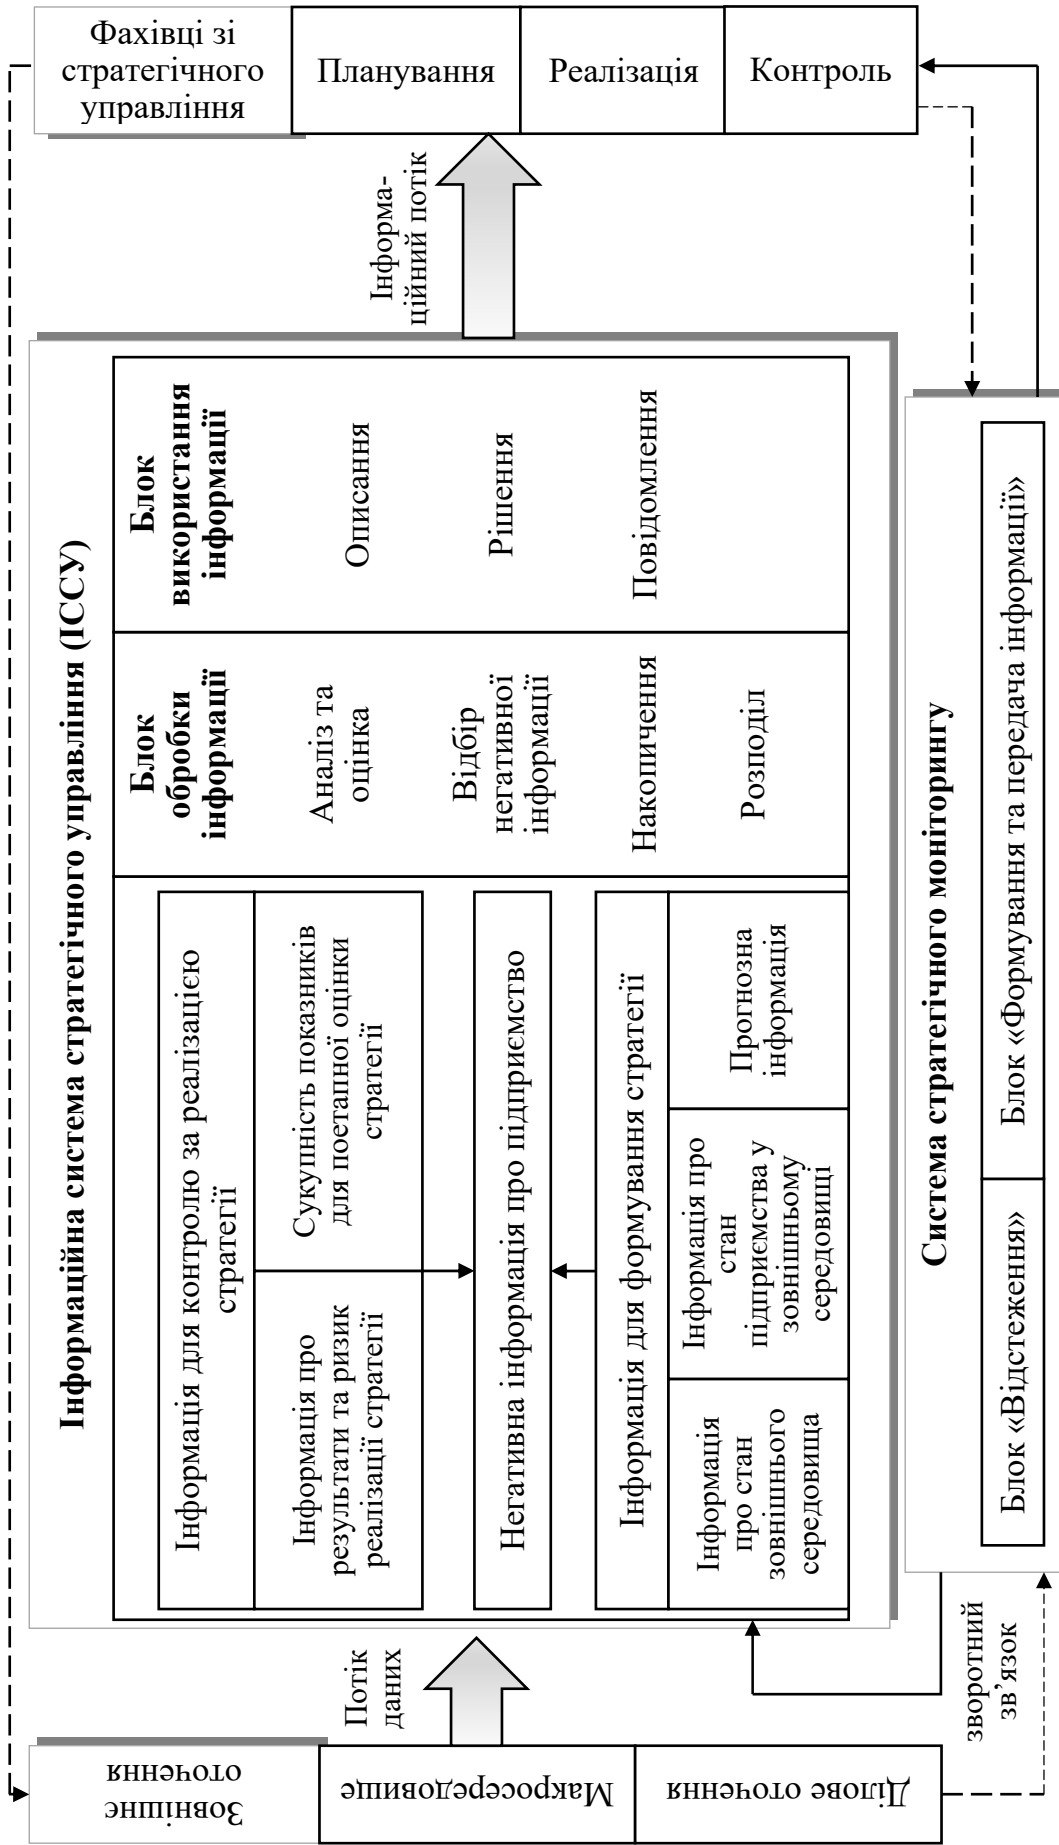 Інформаційна система стратегічного управління (ІССУ)
Зовнішнє
оточення
Макросередовище
Ділове оточення
Потік
даних
Інформація для контролю за реалізацією
стратегії
Інформація про
результати та ризик
реалізації стратегії
Сукупність показників
для поетапної оцінки
стратегії
Негативна інформація про підприємство
Інформація для формування стратегії
Інформація
про стан
зовнішнього
середовища
Інформація про
стан
підприємства у
зовнішньому
середовищі
Прогнозна
інформація
Блок
обробки
інформації
Аналіз та
оцінка
Відбір
негативної
інформації
Накопичення
Розподіл
Блок
використання
інформації
Описання
Рішення
Повідомлення
Інформа-
ційний потік
Фахівці зі
стратегічного
управління
Планування
Реалізація
Контроль
зворотний
зв’язок
Система стратегічного моніторингу
Блок «Відстеження»
Блок «Формування та передача інформації»